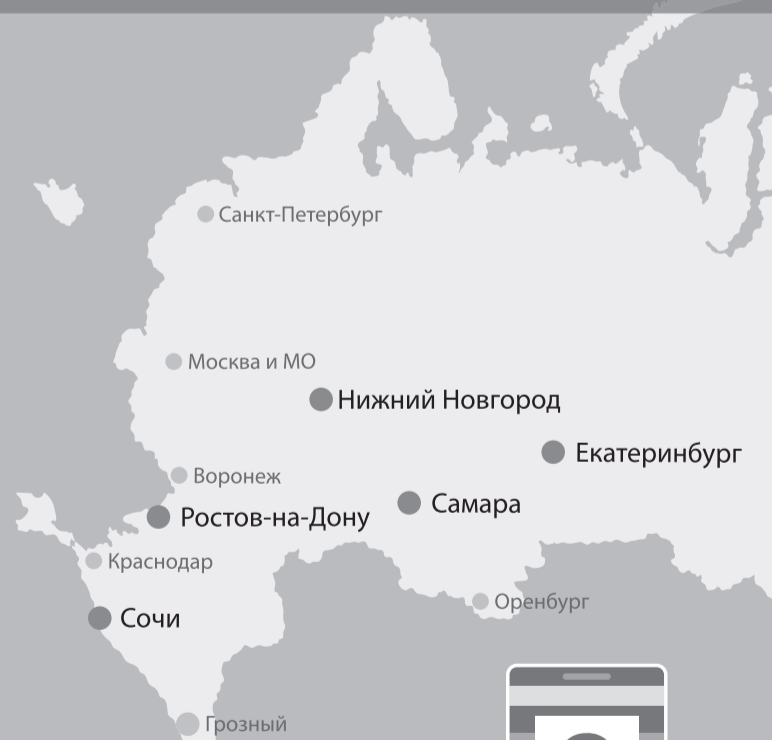 Санкт-Петербург
Москва и МО
Нижний Новгород
Екатеринбург
Воронеж
Самара
Ростов-на-Дону
Краснодар
Оренбург
Сочи
Грозный